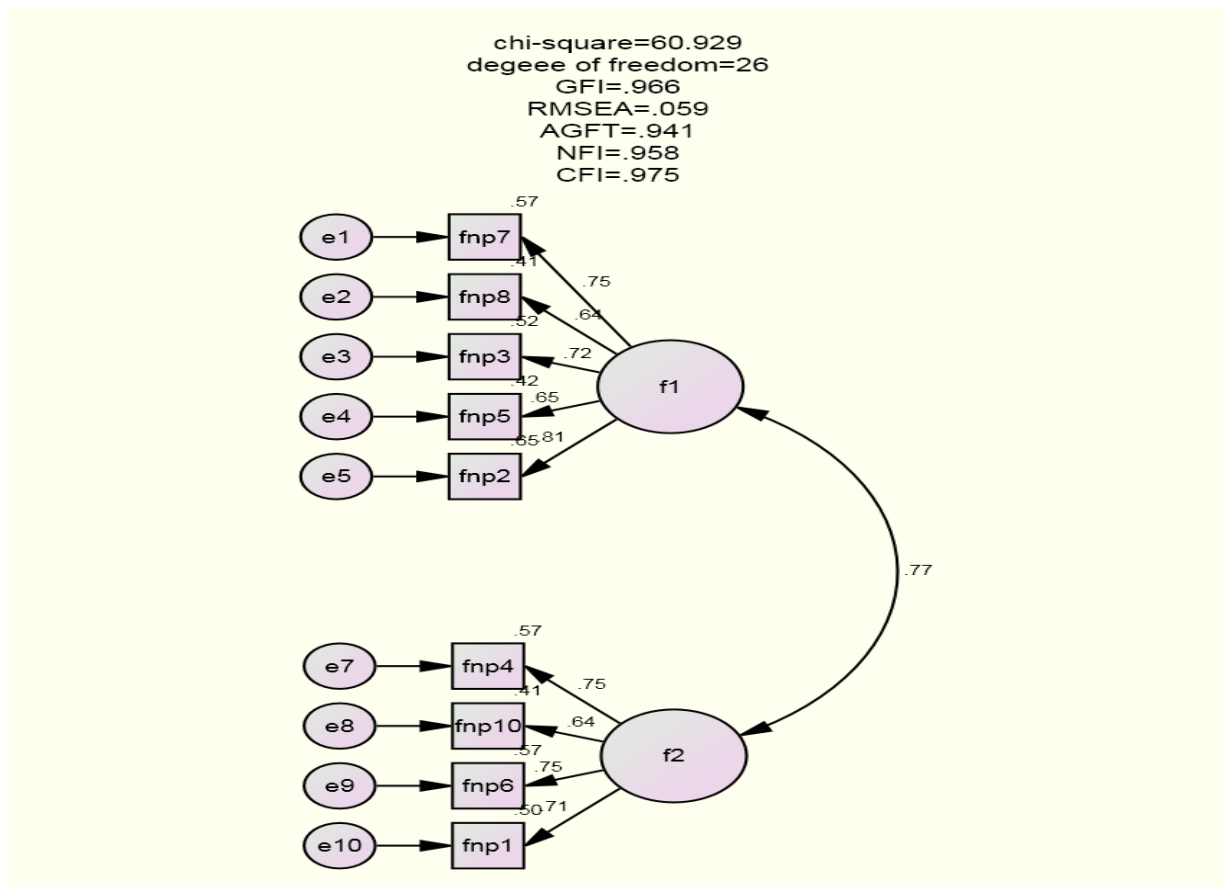 chi-square=60.929
degeee of freedom=26
GFI=.966
RMSEA=.059
AGFT=.941
NFI=.958
CFI=.975
.57
e1 fnp7
.41 .75
e2 fnp8
.52 .64
e3 fnp3 .72 f1
.42
e4 fnp5 .65
.65 .81
e5 fnp2
.77
.57
e7 fnp4
.41 .75
e8 fnp10 .64
.57 f2
e9 fnp6 .75
.50 .71
e10 fnp1